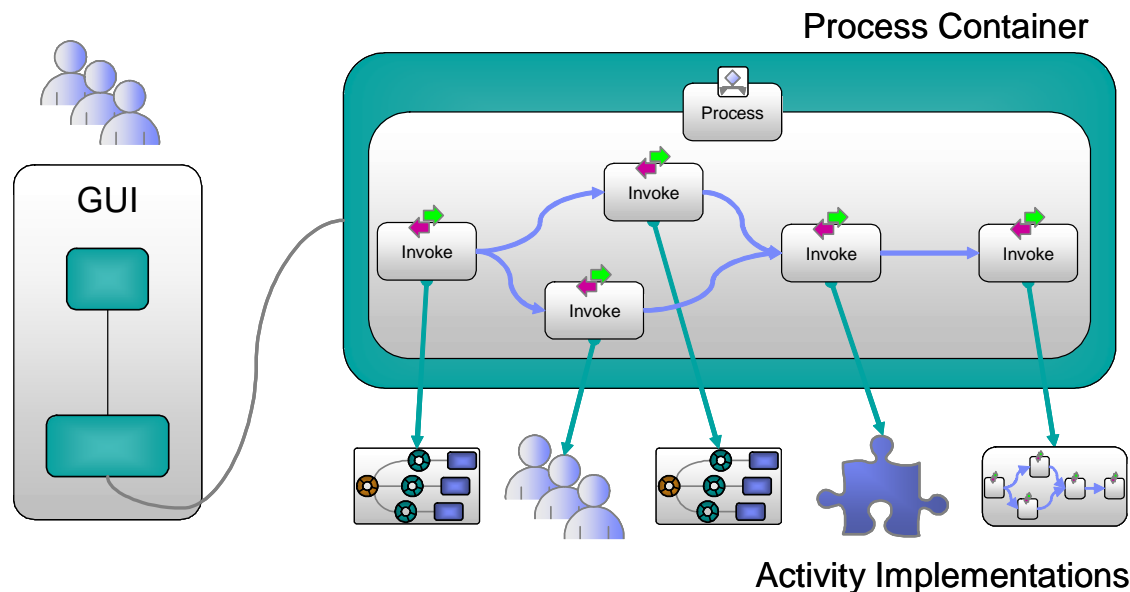 Process Container
Process
GUI
Invoke
Invoke
Invoke
Invoke
Invoke
Activity Implementations